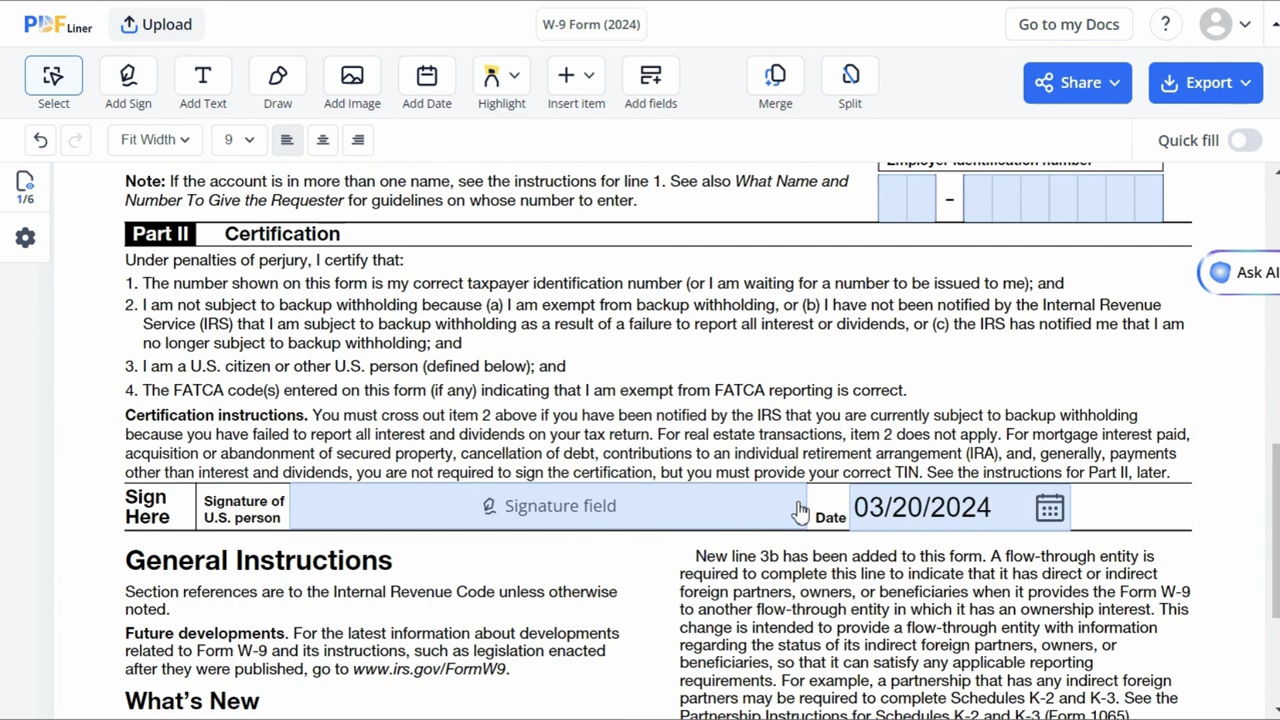 PDFLiner
Upload
W-9 Form (2024)
Go to my Docs
?
Select
Add Sign
Add Text
Draw
Add Image
Add Date
Highlight
Insert item
Add fields
Merge
Split
Share
Export
Fit Width
9
Quick fill
1/6
Employer identification number
Note: If the account is in more than one name, see the instructions for line 1. See also What Name and
Number To Give the Requester for guidelines on whose number to enter.
–
Part II Certification
Under penalties of perjury, I certify that:
1. The number shown on this form is my correct taxpayer identification number (or I am waiting for a number to be issued to me); and
2. I am not subject to backup withholding because (a) I am exempt from backup withholding, or (b) I have not been notified by the Internal Revenue
Service (IRS) that I am subject to backup withholding as a result of a failure to report all interest or dividends, or (c) the IRS has notified me that I am
no longer subject to backup withholding; and
3. I am a U.S. citizen or other U.S. person (defined below); and
4. The FATCA code(s) entered on this form (if any) indicating that I am exempt from FATCA reporting is correct.
Certification instructions. You must cross out item 2 above if you have been notified by the IRS that you are currently subject to backup withholding
because you have failed to report all interest and dividends on your tax return. For real estate transactions, item 2 does not apply. For mortgage interest paid,
acquisition or abandonment of secured property, cancellation of debt, contributions to an individual retirement arrangement (IRA), and, generally, payments
other than interest and dividends, you are not required to sign the certification, but you must provide your correct TIN. See the instructions for Part II, later.
Sign
Here
Signature of
U.S. person
Signature field
Date
03/20/2024
Ask AI
General Instructions
Section references are to the Internal Revenue Code unless otherwise
noted.
Future developments. For the latest information about developments
related to Form W-9 and its instructions, such as legislation enacted
after they were published, go to www.irs.gov/FormW9.
What's New
New line 3b has been added to this form. A flow-through entity is
required to complete this line to indicate that it has direct or indirect
foreign partners, owners, or beneficiaries when it provides the Form W-9
to another flow-through entity in which it has an ownership interest. This
change is intended to provide a flow-through entity with information
regarding the status of its indirect foreign partners, owners, or
beneficiaries, so that it can satisfy any applicable reporting
requirements. For example, a partnership that has any indirect foreign
partners may be required to complete Schedules K-2 and K-3. See the
Partnership Instructions for Schedules K-2 and K-3 (Form 1065)